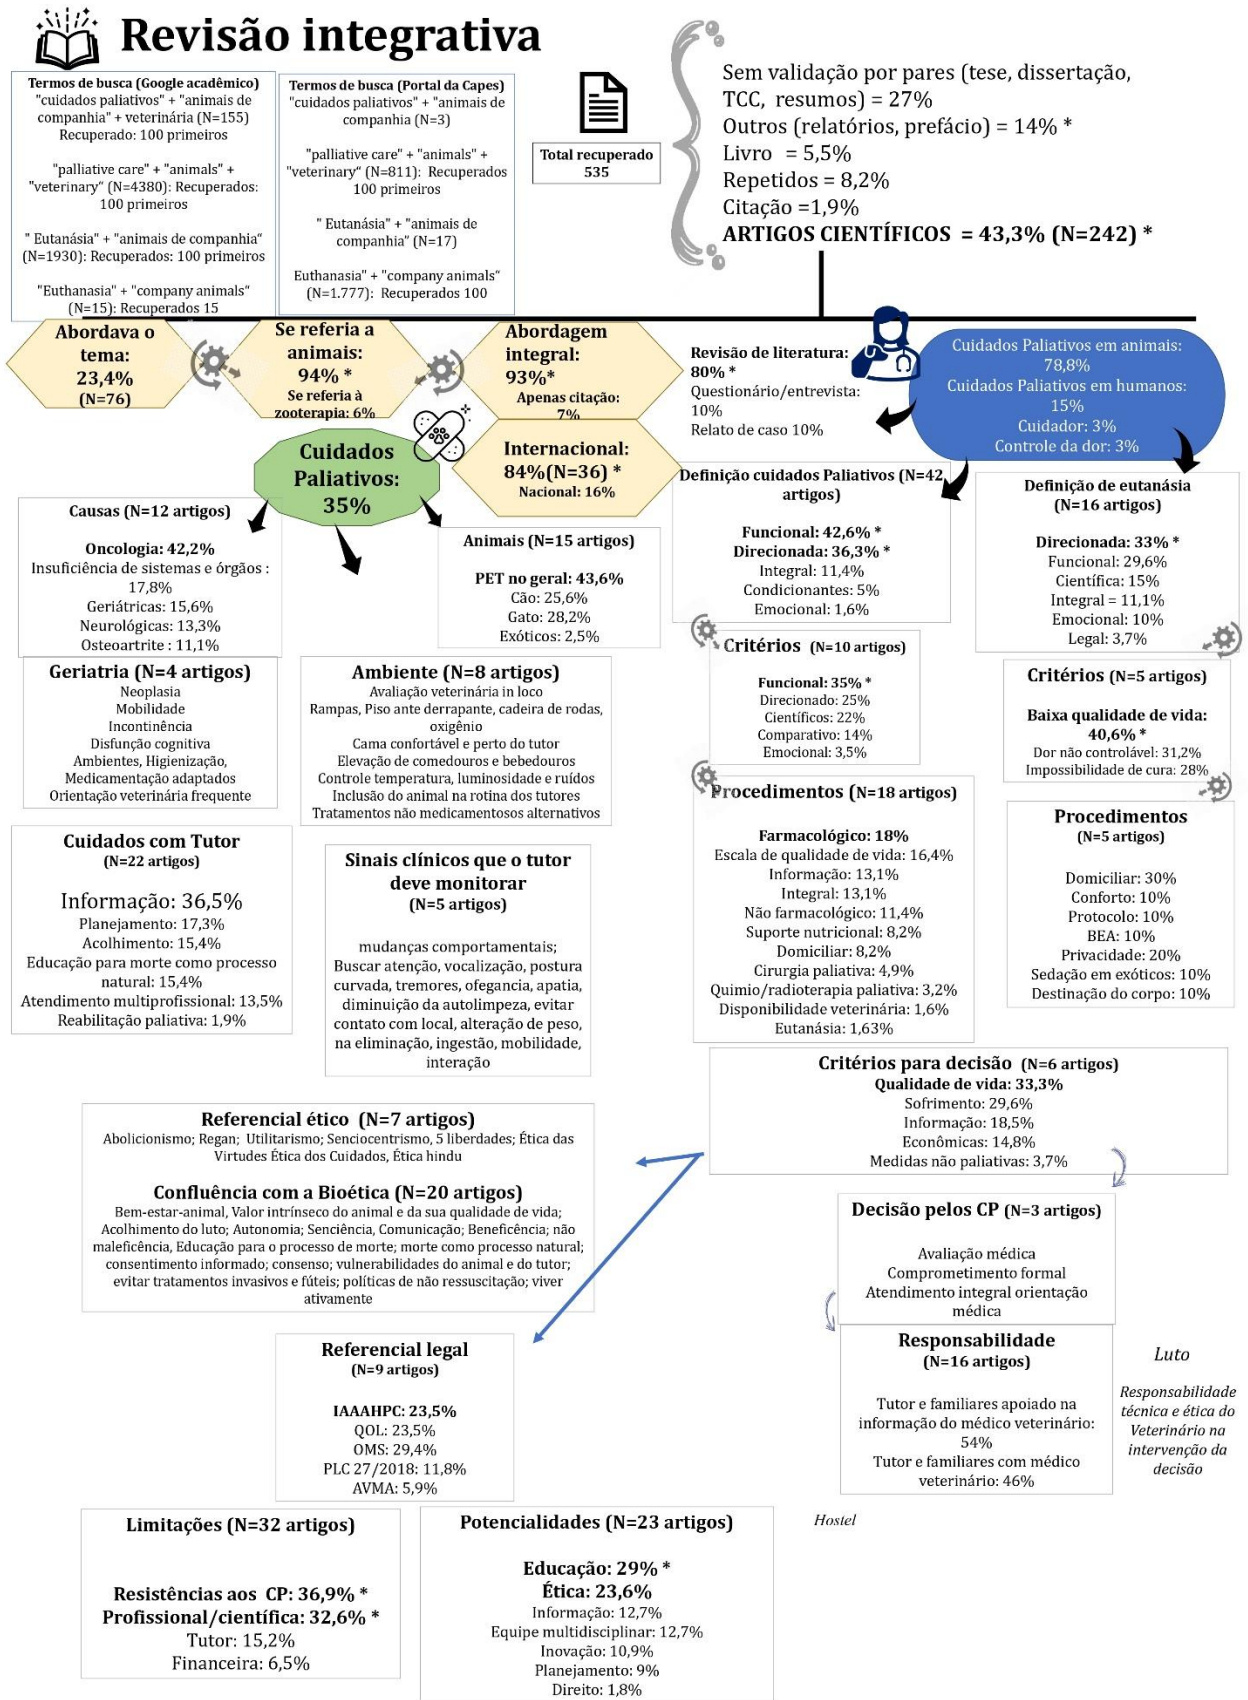 Revisão integrativa
Termos de busca (Google acadêmico)
"cuidados paliativos" + "animais de
companhia" + veterinária (N=155)
Recuperado: 100 primeiros
"palliative care" + "animals" +
"veterinary" (N=4380): Recuperados:
100 primeiros
" Eutanásia" + "animais de companhia"
(N=1930): Recuperados: 100 primeiros
"Euthanasia" + "company animals"
(N=15): Recuperados 15
Termos de busca (Portal da Capes)
"cuidados paliativos" + "animais de
companhia (N=3)
"palliative care" + "animals" +
"veterinary" (N=811): Recuperados
100 primeiros
" Eutanásia" + "animais de
companhia" (N=17)
Euthanasia" + "company animals"
(N=1.777): Recuperados 100
Total recuperado
535
Sem validação por pares (tese, dissertação,
TCC, resumos) = 27%
Outros (relatórios, prefácio) = 14% *
Livro = 5,5%
Repetidos = 8,2%
Citação =1,9%
ARTIGOS CIENTÍFICOS = 43,3% (N=242) *
Abordava o
tema:
23,4%
(N=76)
Se referia a
animais:
94% *
Se referia à
zooterapia: 6%
Abordagem
integral:
93%*
Apenas citação:
7%
Internacional:
84%(N=36) *
Nacional: 16%
Revisão de literatura:
80% *
Questionário/entrevista:
10%
Relato de caso 10%
Cuidados Paliativos em animais:
78,8%
Cuidados Paliativos em humanos:
15%
Cuidador: 3%
Controle da dor: 3%
Cuidados
Paliativos:
35%
Causas (N=12 artigos)
Oncologia: 42,2%
Insuficiência de sistemas e órgãos :
17,8%
Geriátricas: 15,6%
Neurológicas: 13,3%
Osteoartrite : 11,1%
Animais (N=15 artigos)
PET no geral: 43,6%
Cão: 25,6%
Gato: 28,2%
Exóticos: 2,5%
Definição cuidados Paliativos (N=42
artigos)
Funcional: 42,6% *
Direcionada: 36,3% *
Integral: 11,4%
Condicionantes: 5%
Emocional: 1,6%
Definição de eutanásia
(N=16 artigos)
Direcionada: 33% *
Funcional: 29,6%
Científica: 15%
Integral = 11,1%
Emocional: 10%
Legal: 3,7%
Geriatria (N=4 artigos)
Neoplasia
Mobilidade
Incontinência
Disfunção cognitiva
Ambientes, Higienização,
Medicamentação adaptados
Orientação veterinária frequente
Ambiente (N=8 artigos)
Avaliação veterinária in loco
Rampas, Piso ante derrapante, cadeira de rodas,
oxigênio
Cama confortável e perto do tutor
Elevação de comedouros e bebedouros
Controle temperatura, luminosidade e ruídos
Inclusão do animal na rotina dos tutores
Tratamentos não medicamentosos alternativos
Critérios (N=10 artigos)
Funcional: 35% *
Direcionado: 25%
Científicos: 22%
Comparativo: 14%
Emocional: 3,5%
Critérios (N=5 artigos)
Baixa qualidade de vida:
40,6% *
Dor não controlável: 31,2%
Impossibilidade de cura: 28%
Cuidados com Tutor
(N=22 artigos)
Informação: 36,5%
Planejamento: 17,3%
Acolhimento: 15,4%
Educação para morte como processo
natural: 15,4%
Atendimento multiprofissional: 13,5%
Reabilitação paliativa: 1,9%
Sinais clínicos que o tutor
deve monitorar
(N=5 artigos)
mudanças comportamentais;
Buscar atenção, vocalização, postura
curvada, tremores, ofegancia, apatia,
diminuição da autolimpeza, evitar
contato com local, alteração de peso,
na eliminação, ingestão, mobilidade,
interação
Procedimentos (N=18 artigos)
Farmacológico: 18%
Escala de qualidade de vida: 16,4%
Informação: 13,1%
Integral: 13,1%
Não farmacológico: 11,4%
Suporte nutricional: 8,2%
Domiciliar: 8,2%
Cirurgia paliativa: 4,9%
Quimio/radioterapia paliativa: 3,2%
Disponibilidade veterinária: 1,6%
Eutanásia: 1,63%
Procedimentos
(N=5 artigos)
Domiciliar: 30%
Conforto: 10%
Protocolo: 10%
BEA: 10%
Privacidade: 20%
Sedação em exóticos: 10%
Destinação do corpo: 10%
Critérios para decisão (N=6 artigos)
Qualidade de vida: 33,3%
Sofrimento: 29,6%
Informação: 18,5%
Econômicas: 14,8%
Medidas não paliativas: 3,7%
Referencial ético (N=7 artigos)
Abolicionismo; Regan; Utilitarismo; Senciocentrismo, 5 liberdades; Ética das
Virtudes Ética dos Cuidados, Ética hindu
Confluência com a Bioética (N=20 artigos)
Bem-estar-animal, Valor intrínseco do animal e da sua qualidade de vida;
Acolhimento do luto; Autonomia; Senciência, Comunicação; Beneficência; não
maleficência, Educação para o processo de morte; morte como processo natural;
consentimento informado; consenso; vulnerabilidades do animal e do tutor;
evitar tratamentos invasivos e fúteis; políticas de não ressuscitação; viver
ativamente
Decisão pelos CP (N=3 artigos)
Avaliação médica
Comprometimento formal
Atendimento integral orientação
médica
Referencial legal
(N=9 artigos)
IAAAHPC: 23,5%
QOL: 23,5%
OMS: 29,4%
PLC 27/2018: 11,8%
AVMA: 5,9%
Responsabilidade
(N=16 artigos)
Tutor e familiares apoiado na
informação do médico veterinário:
54%
Tutor e familiares com médico
veterinário: 46%
Luto
Responsabilidade
técnica e ética do
Veterinário na
intervenção da
decisão
Limitações (N=32 artigos)
Resistências aos CP: 36,9% *
Profissional/científica: 32,6% *
Tutor: 15,2%
Financeira: 6,5%
Potencialidades (N=23 artigos)
Educação: 29% *
Ética: 23,6%
Informação: 12,7%
Equipe multidisciplinar: 12,7%
Inovação: 10,9%
Planejamento: 9%
Direito: 1,8%
Hostel